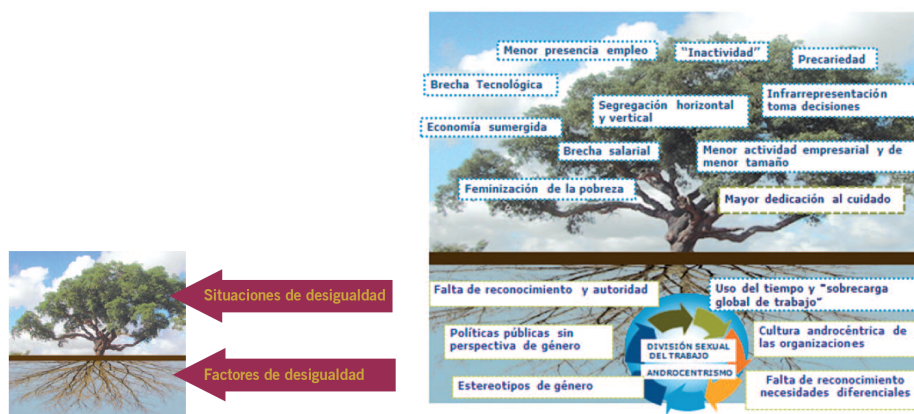 Situaciones de desigualdad
Factores de desigualdad
Menor presencia empleo
"Inactividad"
Precariedad
Brecha Tecnológica
Infrarrepresentación
toma decisiones
Segregación horizontal
y vertical
Economía sumergida
Brecha salarial
Menor actividad empresarial y de
menor tamaño
Feminización de la pobreza
Mayor dedicación al cuidado
Falta de reconocimiento y autoridad
Uso del tiempo y "sobrecarga
global de trabajo"
Políticas públicas sin
perspectiva de género
DIVISIÓN SEXUAL
DEL TRABAJO
ANDROCENTRISMO
Cultura androcéntrica de
las organizaciones
Estereotipos de género
Falta de reconocimiento
necesidades diferenciales